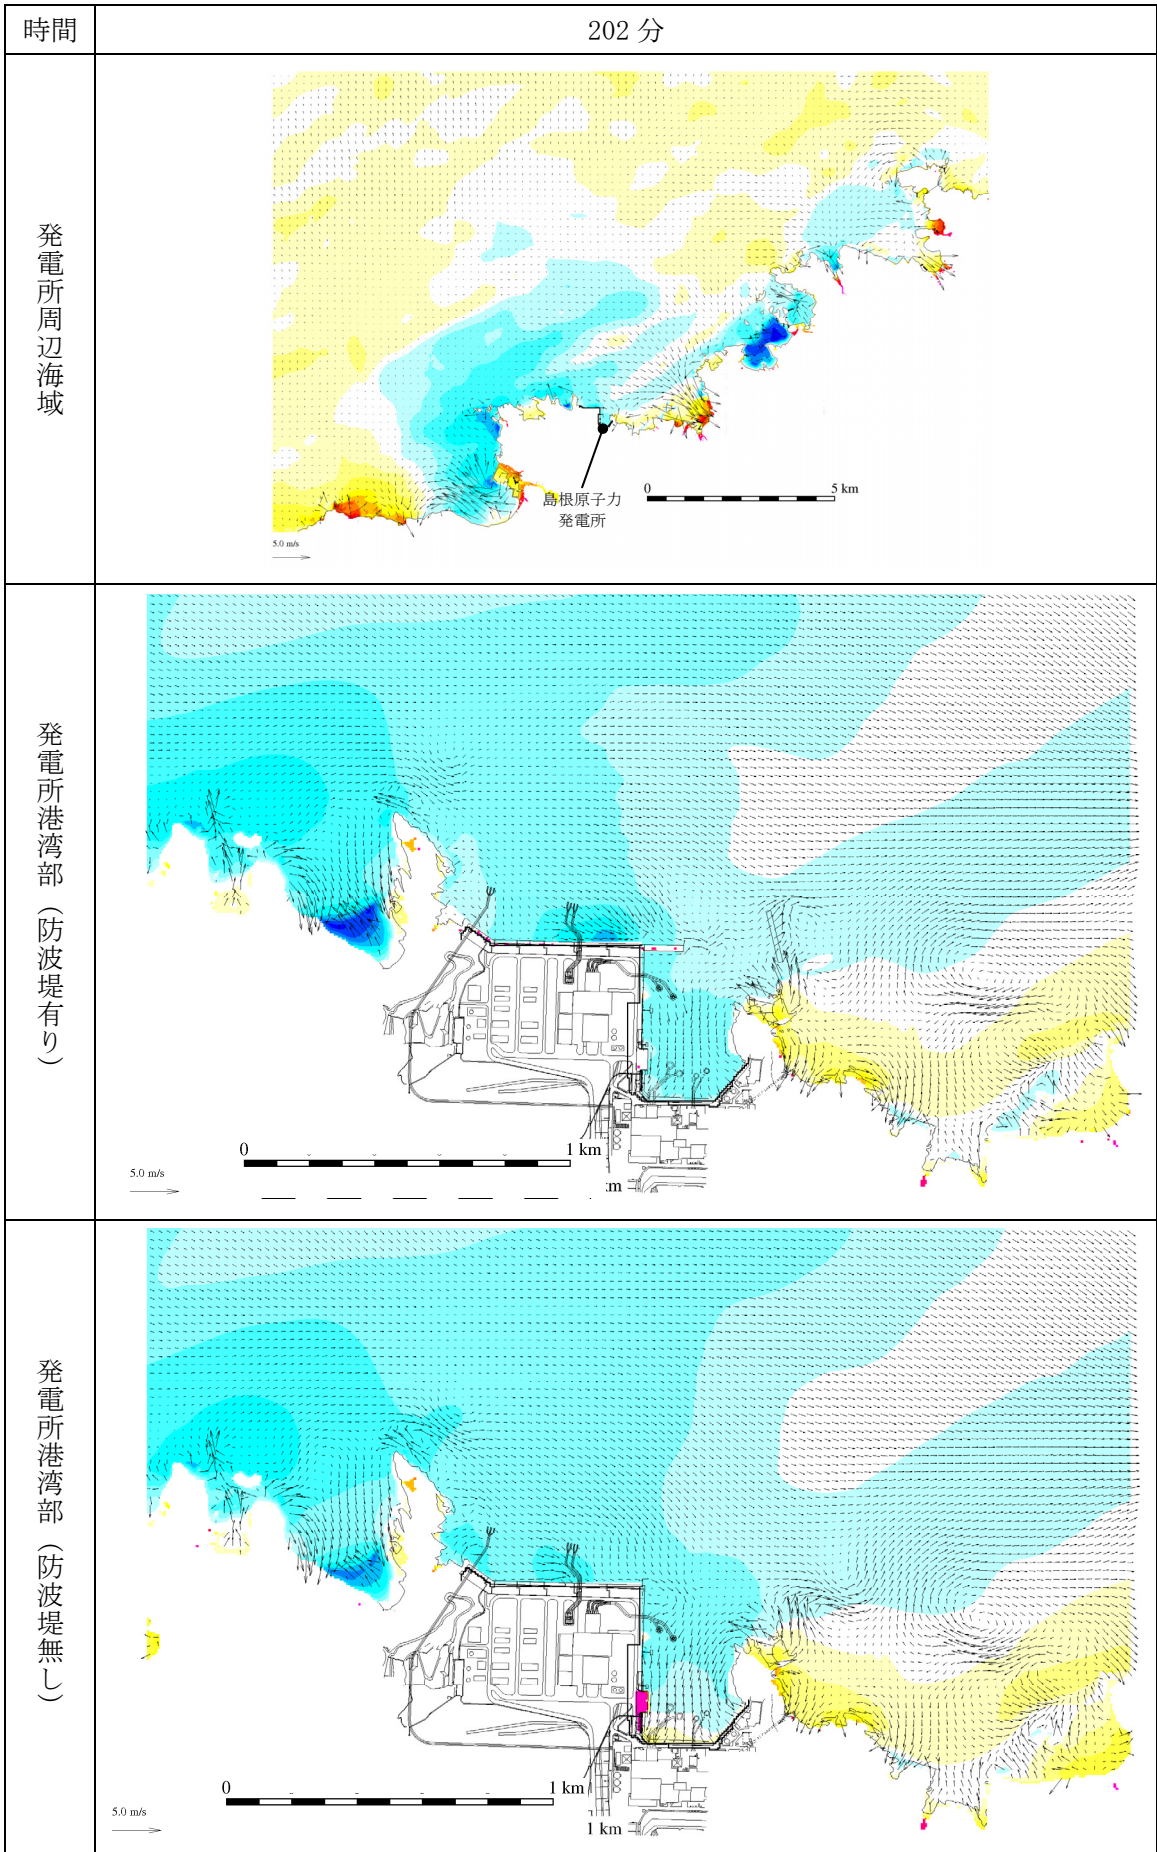 時間
202 分
発電所周辺海域
島根原子力
発電所
0
5 km
5.0 m/s
発電所港湾部（防波堤有り）
0
1 km
5.0 m/s
km
発電所港湾部（防波堤無し）
0
1 km
5.0 m/s
1 km